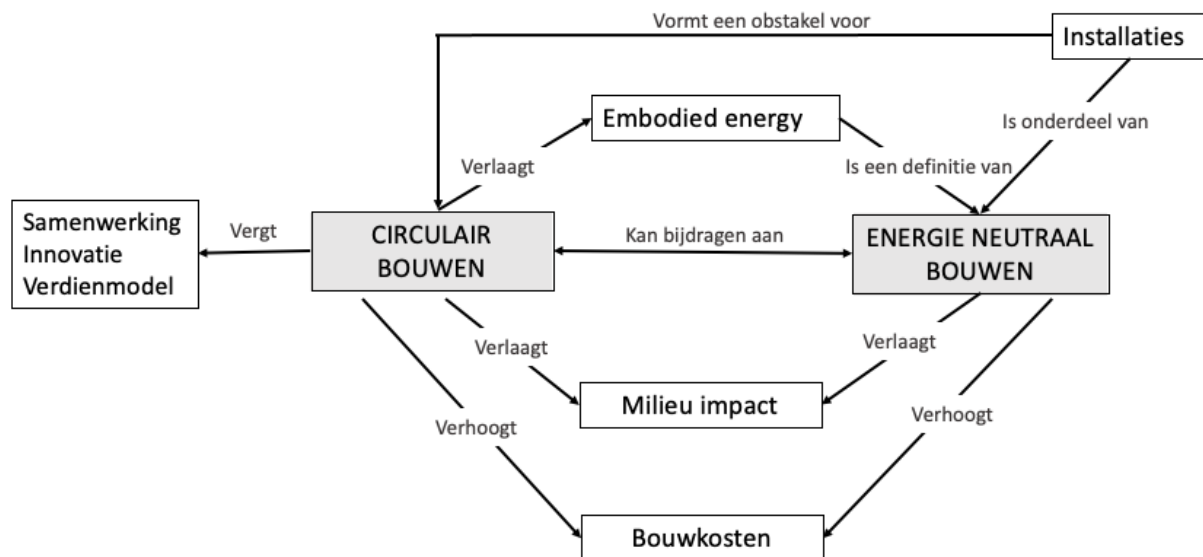 Vormt een obstakel voor
Installaties
Embodied energy
Is onderdeel van
Verlaagt
Is een definitie van
Samenwerking
Innovatie
Verdienmodel
Vergt
CIRCULAIR
BOUWEN
Kan bijdragen aan
ENERGIE NEUTRAAL
BOUWEN
Verlaagt
Verlaagt
Milieu impact
Verhoogt
Verhoogt
Bouwkosten